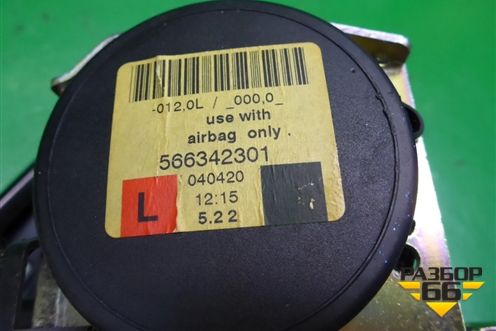 -012,0L / _000,0_
use with
airbag only .
566342301
040420
L
12:15
5.2 2
РАЗБОР
66